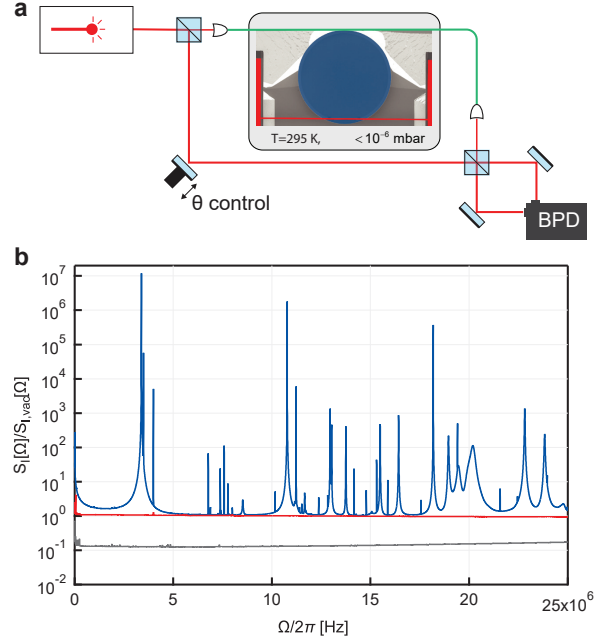 a
T=295 K, <10⁻⁶ mbar
θ control
BPD
b
S_I[Ω]/S_I,vac[Ω]
10⁷
10⁶
10⁵
10⁴
10³
10²
10¹
10⁰
10⁻¹
10⁻²
0 5 10 15 20 25x10⁶
Ω/2π [Hz]